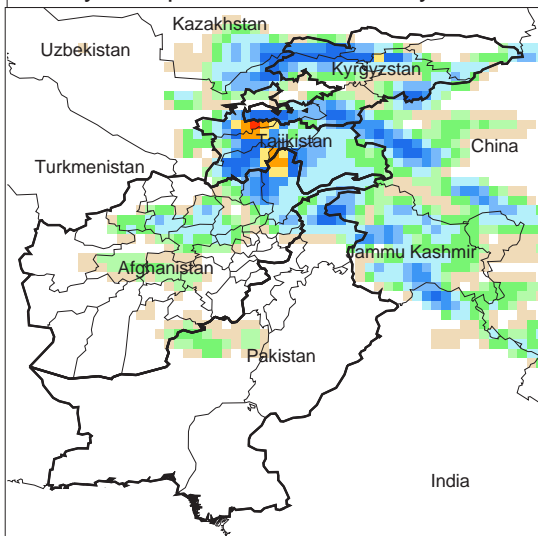 Kazakhstan
Uzbekistan
Kyrgyzstan
Tajikistan
China
Turkmenistan
Jammu Kashmir
Afghanistan
Pakistan
India